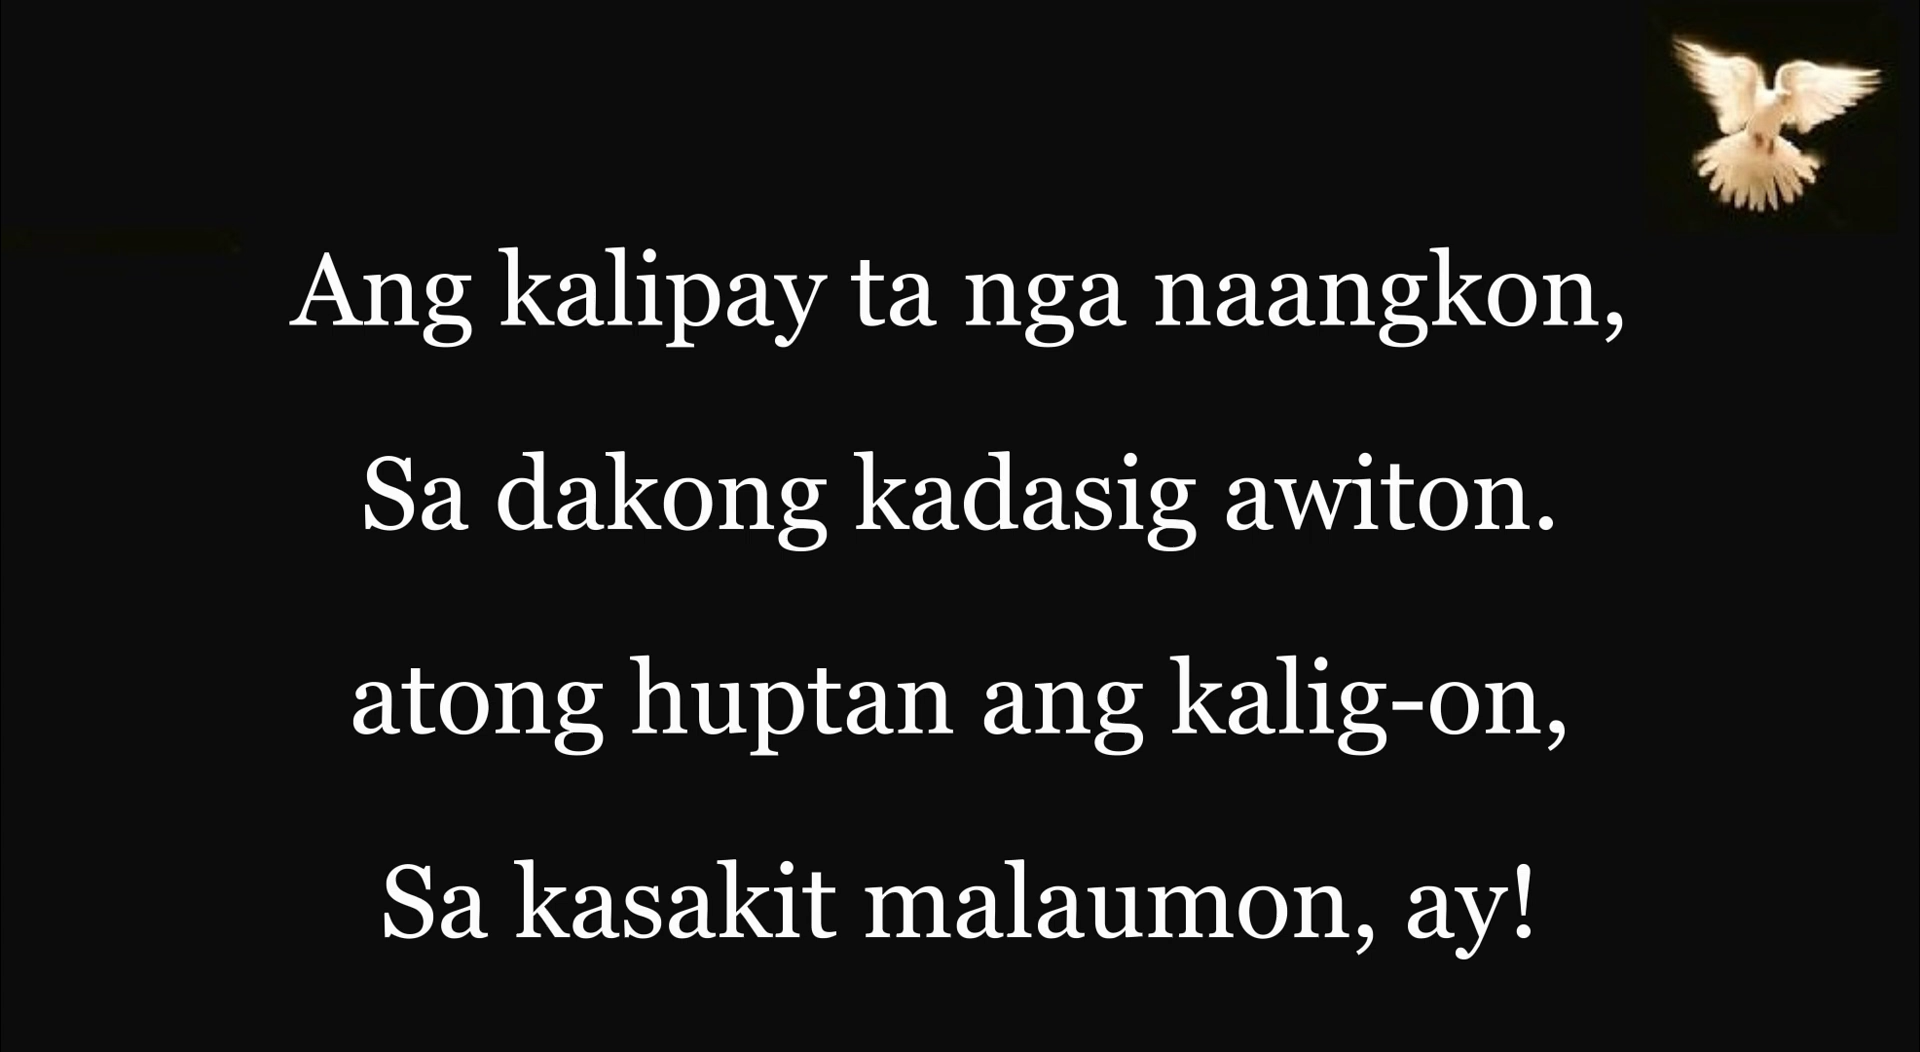 Ang kalipay ta nga naangkon,
Sa dakong kadasig awiton.
atong huptan ang kalig-on,
Sa kasakit malaumon, ay!